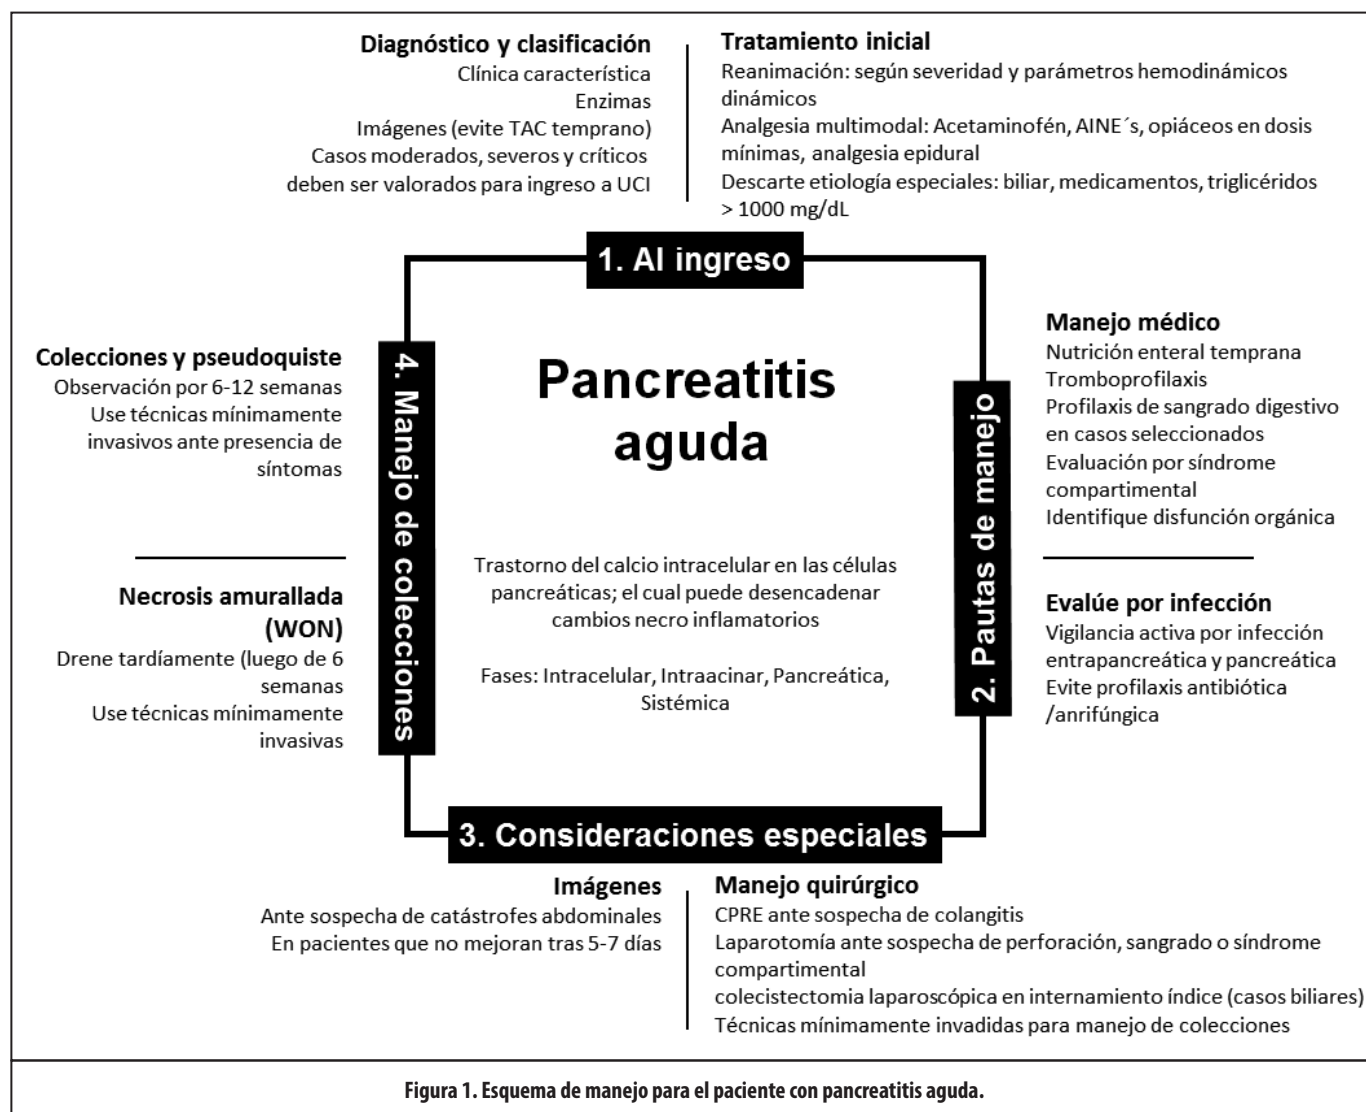 Diagnóstico y clasificación
Clínica característica
Enzimas
Imágenes (evite TAC temprano)
Casos moderados, severos y críticos
deben ser valorados para ingreso a UCI
Tratamiento inicial
Reanimación: según severidad y parámetros hemodinámicos
dinámicos
Analgesia multimodal: Acetaminofén, AINE´s, opiáceos en dosis
mínimas, analgesia epidural
Descarte etiología especiales: biliar, medicamentos, triglicéridos
> 1000 mg/dL
1. Al ingreso
Manejo médico
Nutrición enteral temprana
Tromboprofilaxis
Profilaxis de sangrado digestivo
en casos seleccionados
Evaluación por síndrome
compartimental
Identifique disfunción orgánica
2. Pautas de manejo
Evalúe por infección
Vigilancia activa por infección
entrapancreática y pancreática
Evite profilaxis antibiótica
/anrifúngica
Pancreatitis
aguda
Trastorno del calcio intracelular en las células
pancreáticas; el cual puede desencadenar
cambios necro inflamatorios
Fases: Intracelular, Intraacinar, Pancreática,
Sistémica
3. Consideraciones especiales
Imágenes
Ante sospecha de catástrofes abdominales
En pacientes que no mejoran tras 5-7 días
Manejo quirúrgico
CPRE ante sospecha de colangitis
Laparotomía ante sospecha de perforación, sangrado o síndrome
compartimental
colecistectomia laparoscópica en internamiento índice (casos biliares)
Técnicas mínimamente invadidas para manejo de colecciones
4. Manejo de colecciones
Colecciones y pseudoquiste
Observación por 6-12 semanas
Use técnicas mínimamente
invasivos ante presencia de
síntomas
Necrosis amurallada
(WON)
Drene tardíamente (luego de 6
semanas
Use técnicas mínimamente
invasivas
Figura 1. Esquema de manejo para el paciente con pancreatitis aguda.